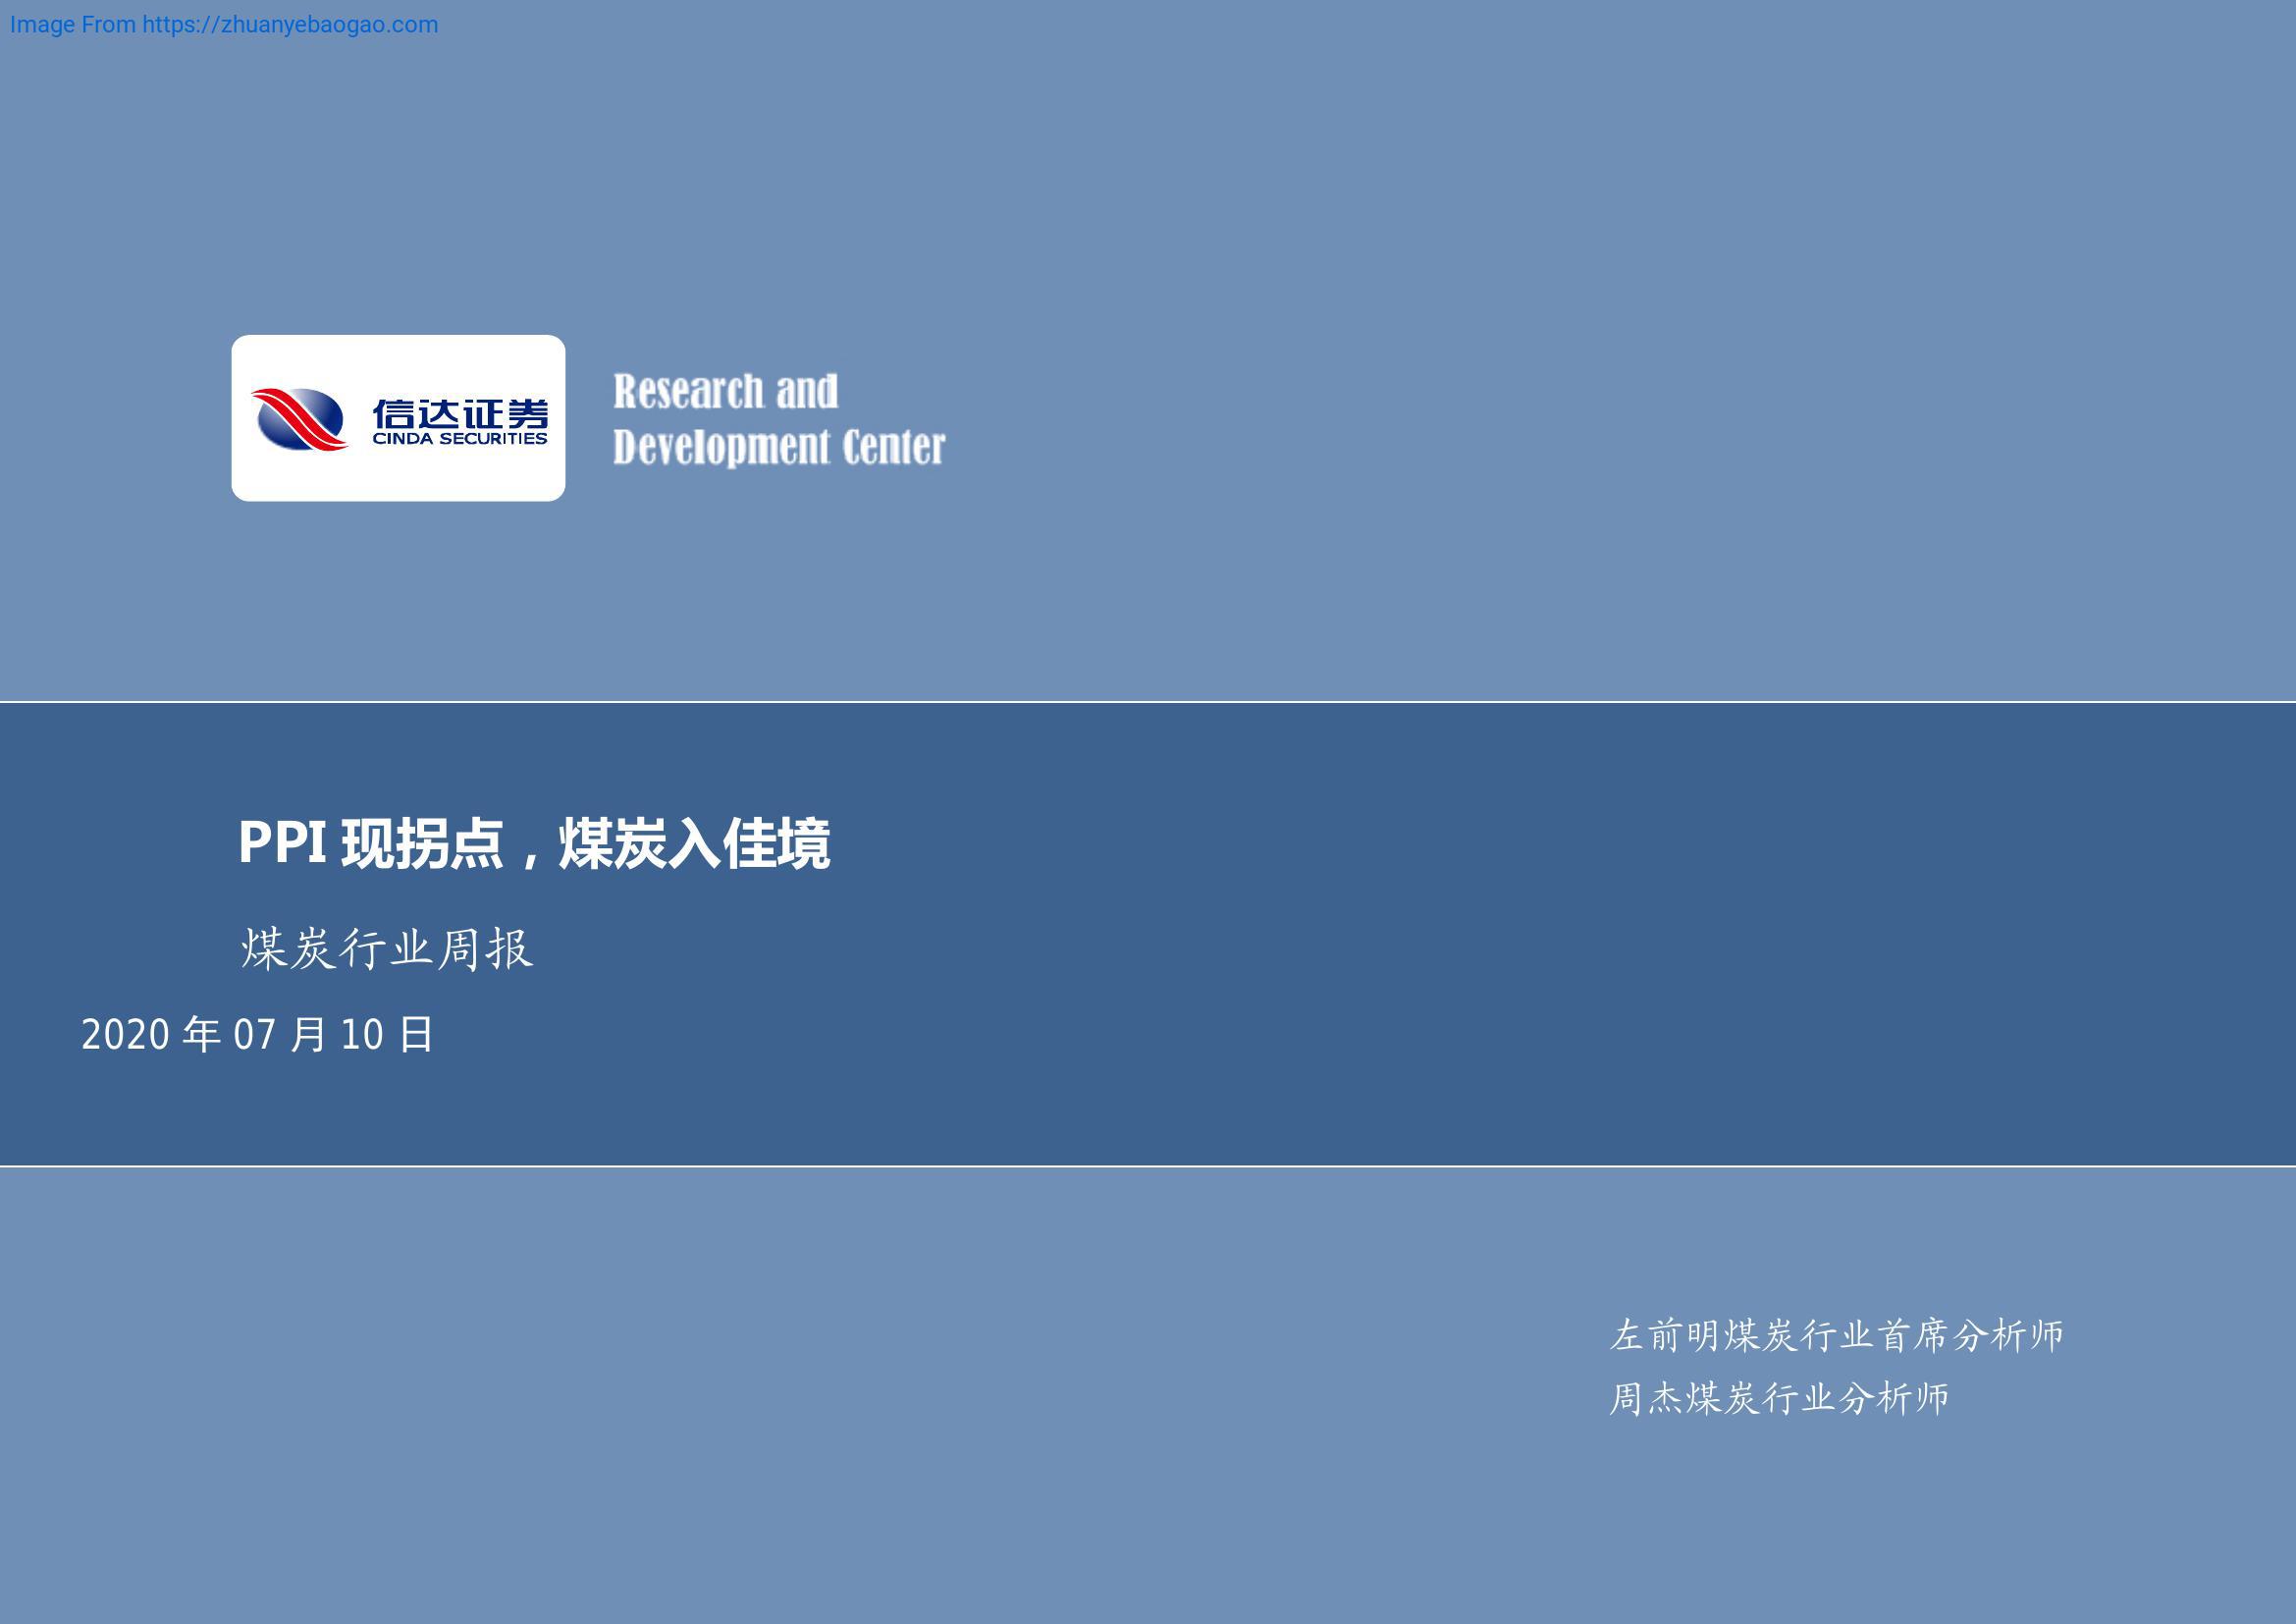 Image From https://zhuanyebaogao.com
信达证券
CINDA SECURITIES
Research and
Development Center
PPI 现拐点，煤炭入佳境
煤炭行业周报
2020 年 07 月 10 日
左前明煤炭行业首席分析师
周杰煤炭行业分析师